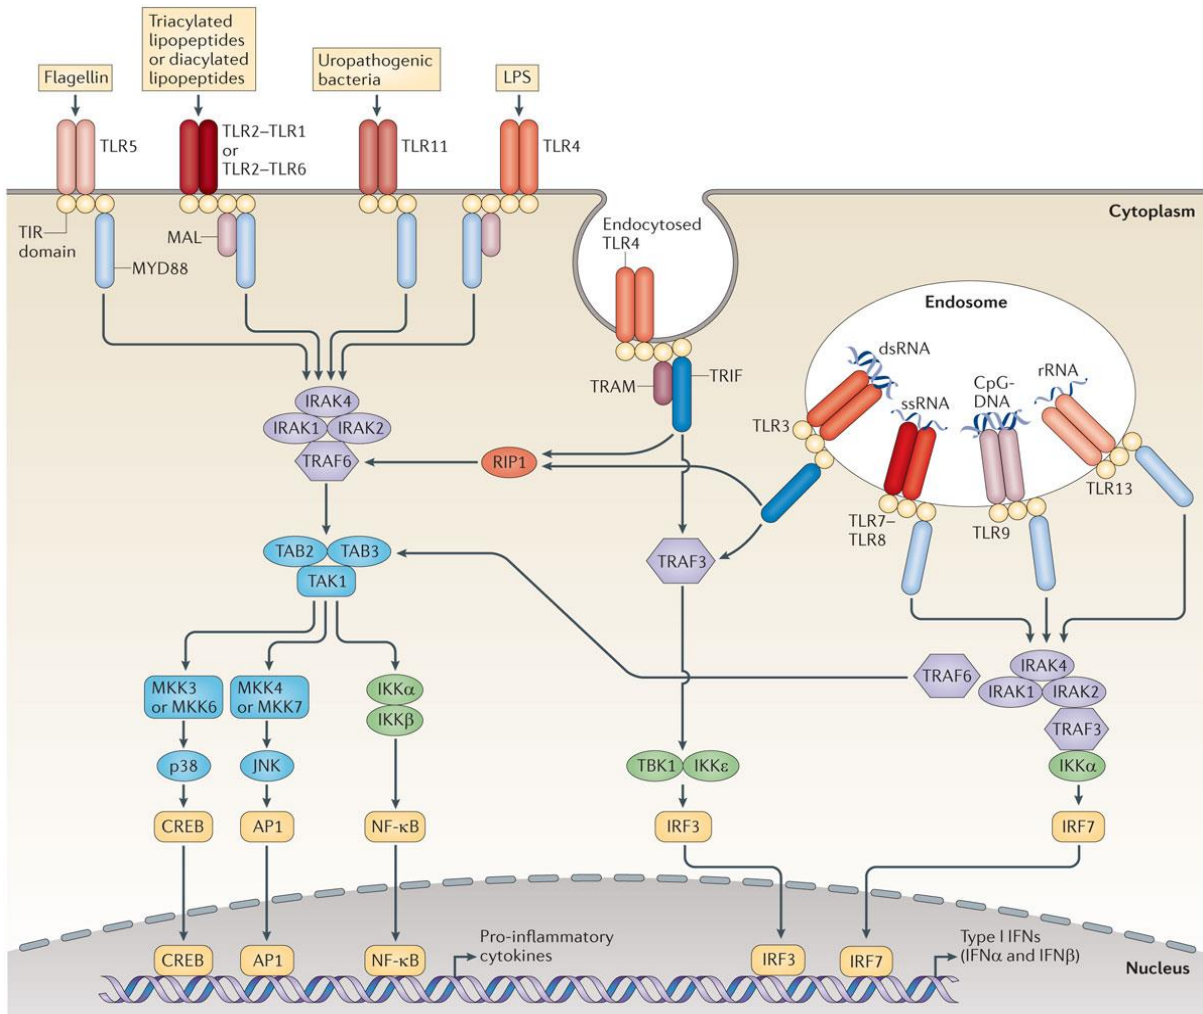 Triacylated
lipopeptides
or diacylated
lipopeptides
Flagellin
Uropathogenic
bacteria
LPS
TLR5
TLR2–TLR1
or
TLR2–TLR6
TLR11
TLR4
Cytoplasm
TIR
domain
MAL
MYD88
Endocytosed
TLR4
Endosome
TRAM
TRIF
dsRNA
ssRNA
CpG-
DNA
rRNA
TLR3
TLR7–
TLR8
TLR9
TLR13
IRAK4
IRAK1
IRAK2
TRAF6
RIP1
TAB2
TAB3
TAK1
TRAF3
MKK3
or MKK6
MKK4
or MKK7
IKKα
IKKβ
TRAF6
IRAK4
IRAK1
IRAK2
TRAF3
IKKα
p38
JNK
TBK1
IKKε
CREB
AP1
NF-κB
IRF3
IRF7
Pro-inflammatory
cytokines
Type I IFNs
(IFNα and IFNβ)
CREB
AP1
NF-κB
IRF3
IRF7
Nucleus